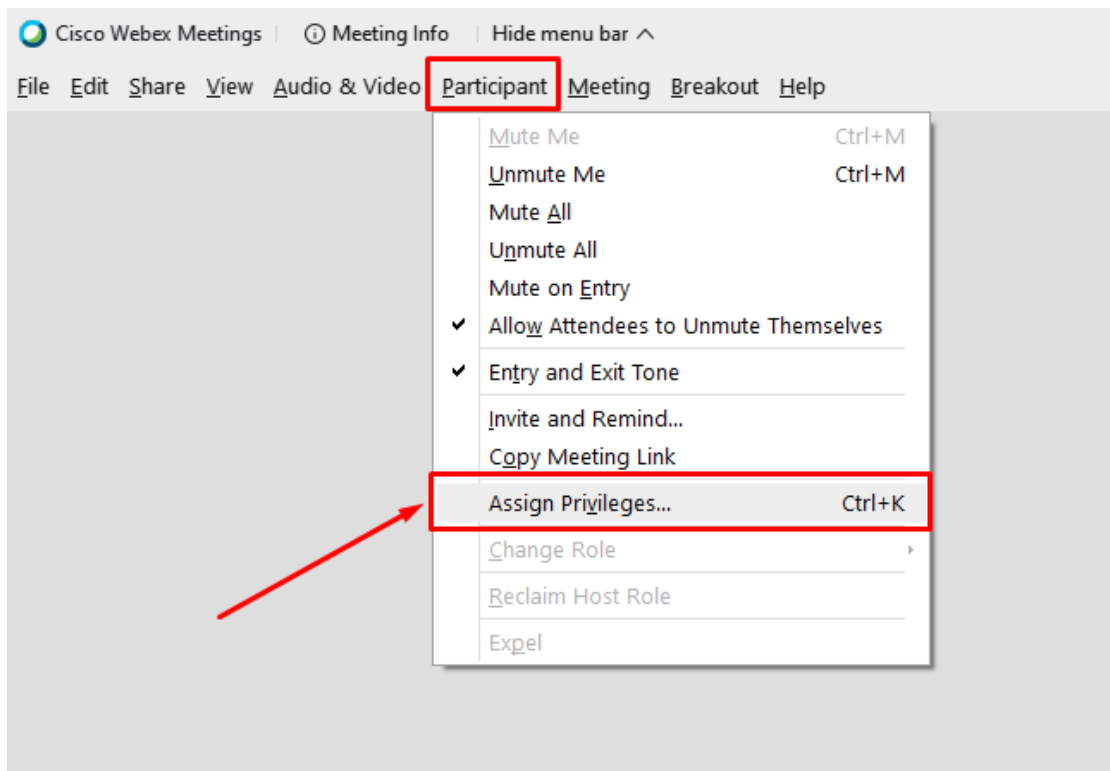 Cisco Webex Meetings Meeting Info Hide menu bar
File Edit Share View Audio & Video Participant Meeting Breakout Help
Mute Me Ctrl+M
Unmute Me Ctrl+M
Mute All
Unmute All
Mute on Entry
Allow Attendees to Unmute Themselves
Entry and Exit Tone
Invite and Remind...
Copy Meeting Link
Assign Privileges... Ctrl+K
Change Role
Reclaim Host Role
Expel